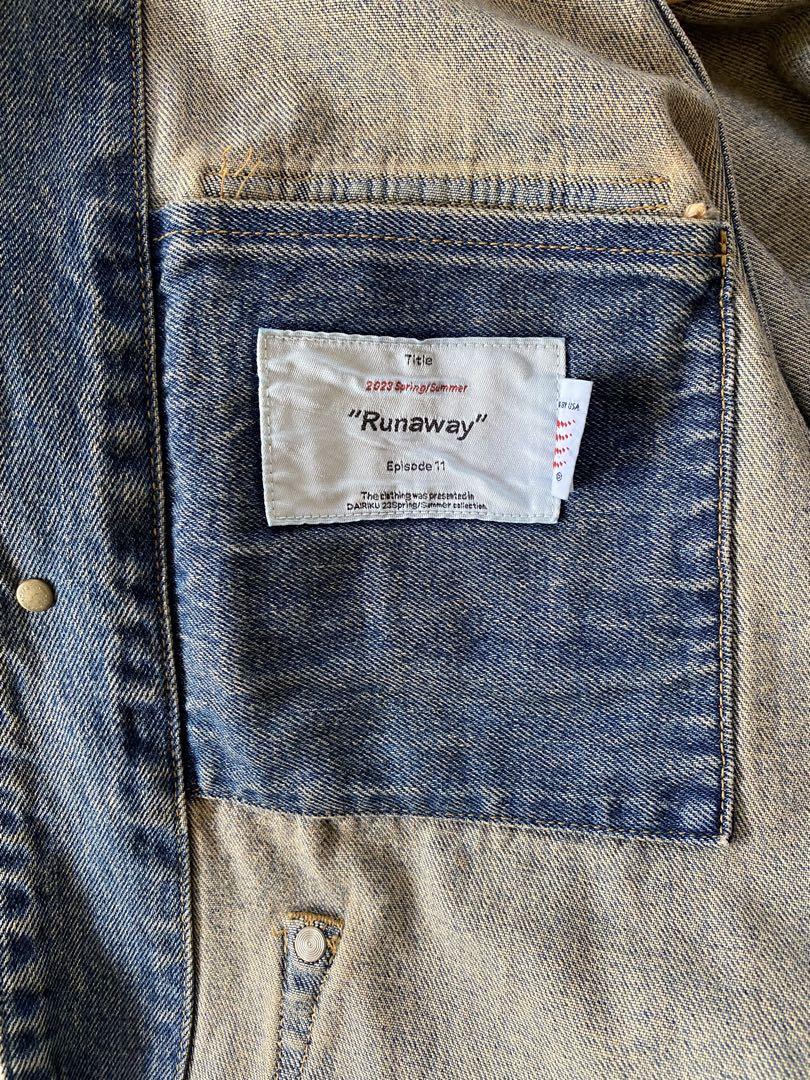 Title
2023 Spring/Summer
"Runaway"
Episode 11
The clothing was presented in
DAIRIKU 23Spring/Summer collection.
BY USA